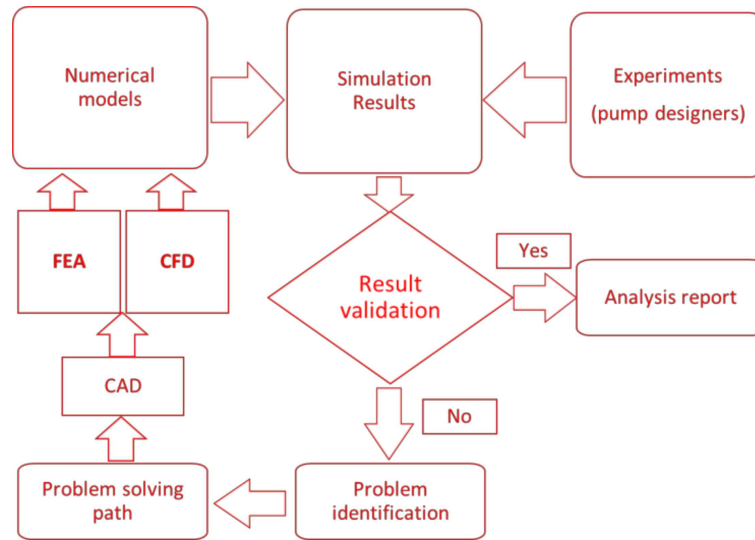 Numerical
models
Simulation
Results
Experiments
(pump designers)
FEA
CFD
Yes
Result
validation
Analysis report
CAD
No
Problem solving
path
Problem
identification